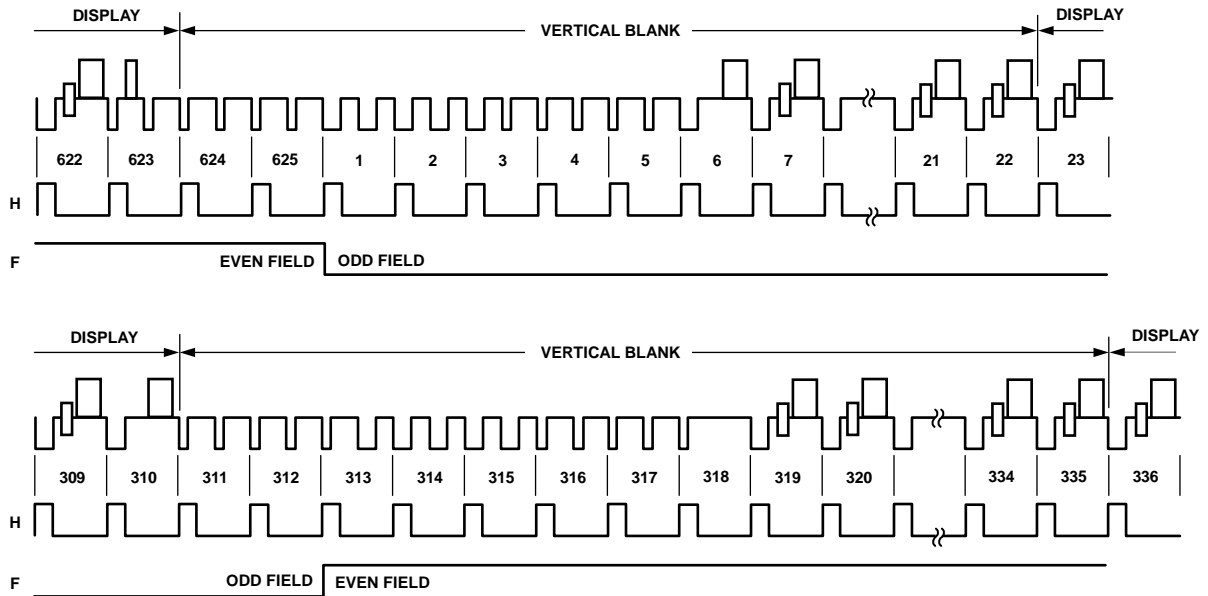 DISPLAY VERTICAL BLANK DISPLAY
622 623 624 625 1 2 3 4 5 6 7 21 22 23
H
F EVEN FIELD ODD FIELD
DISPLAY VERTICAL BLANK DISPLAY
309 310 311 312 313 314 315 316 317 318 319 320 334 335 336
H
F ODD FIELD EVEN FIELD